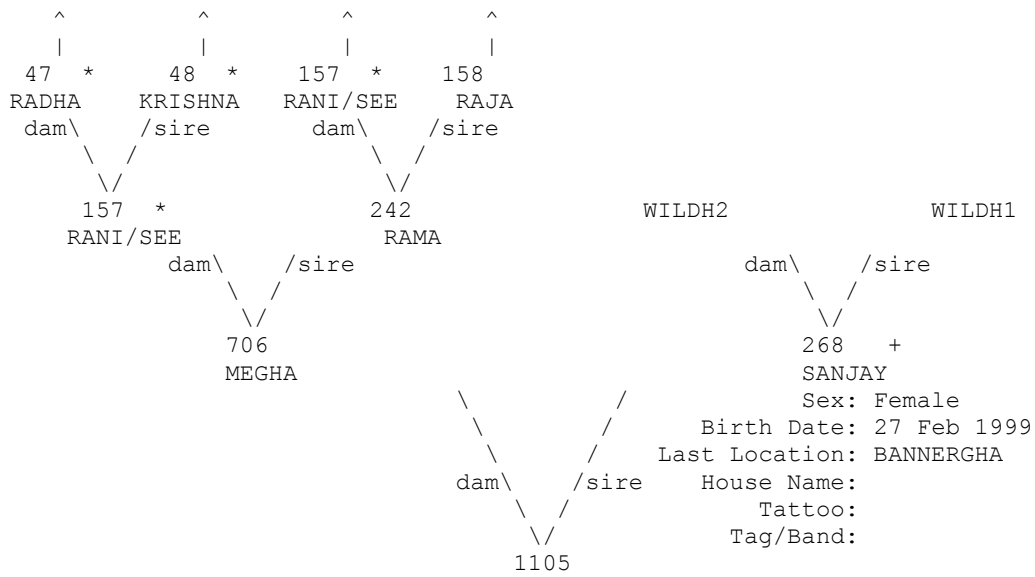 ^ ^ ^ ^
| | | |
47 * 48 * 157 * 158
RADHA KRISHNA RANI/SEE RAJA
dam\ /sire dam\ /sire
\ / \ /
\/ \/
157 * 242 WILDH2 WILDH1
RANI/SEE RAMA
dam\ /sire dam\ /sire
\ / \ /
\/ \/
706 268 +
MEGHA SANJAY
\ / Sex: Female
\ / Birth Date: 27 Feb 1999
\ / Last Location: BANNERGHA
dam\ /sire House Name:
\ / Tattoo:
\/ Tag/Band:
1105